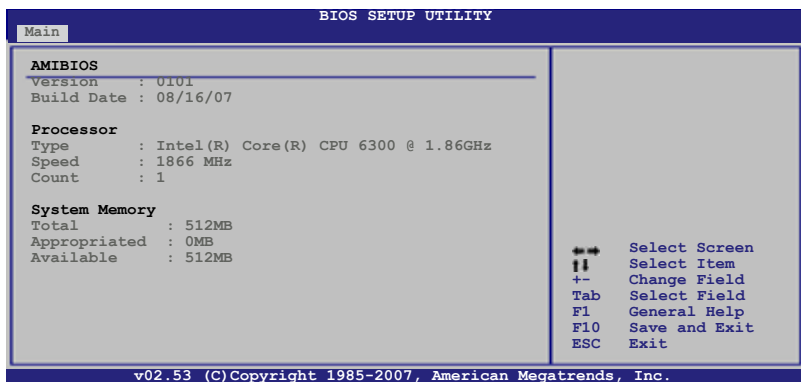 BIOS SETUP UTILITY
Main
AMIBIOS
Version : 0101
Build Date : 08/16/07
Processor
Type : Intel(R) Core(R) CPU 6300 @ 1.86GHz
Speed : 1866 MHz
Count : 1
System Memory
Total : 512MB
Appropriated : 0MB
Available : 512MB
←→ Select Screen
↑↓ Select Item
+- Change Field
Tab Select Field
F1 General Help
F10 Save and Exit
ESC Exit
v02.53 (C)Copyright 1985-2007, American Megatrends, Inc.